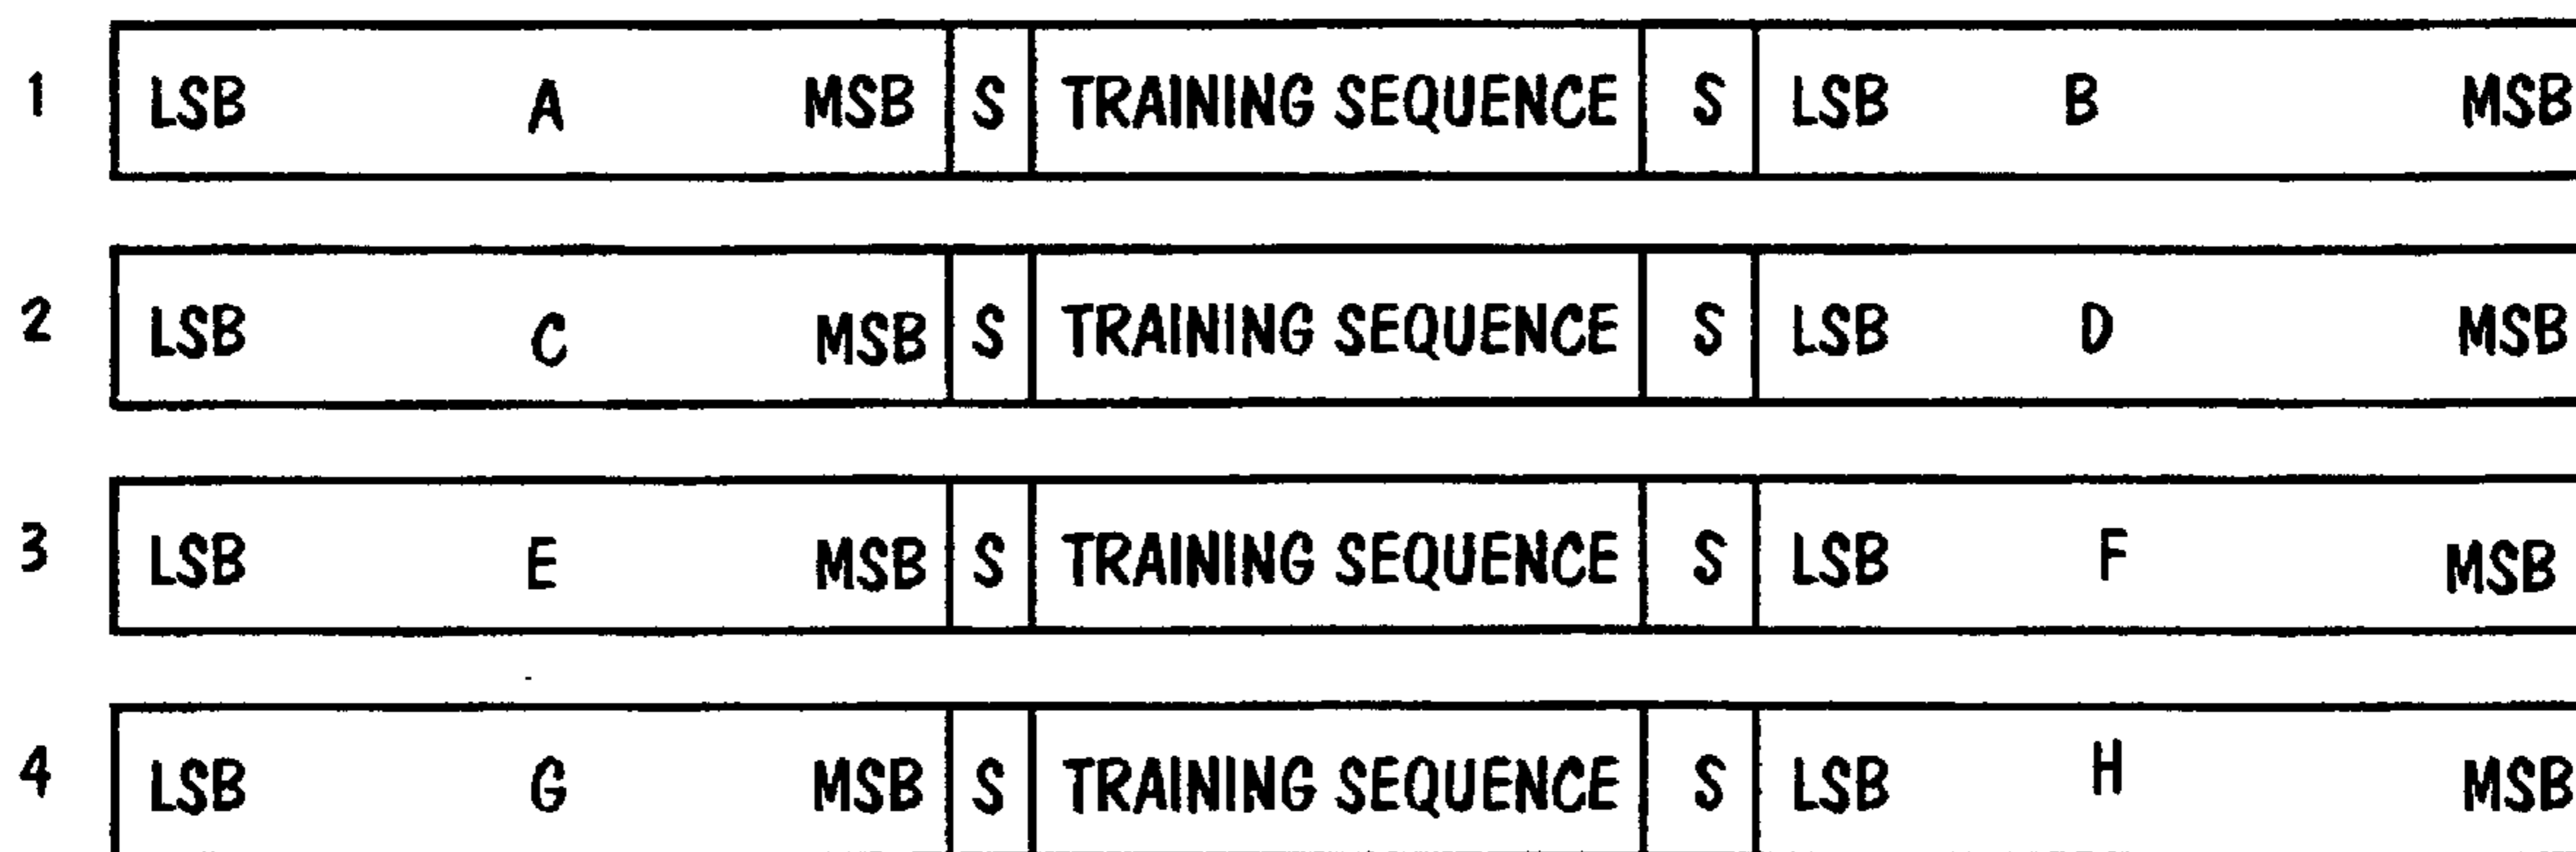 1 LSB A MSB S TRAINING SEQUENCE S LSB B MSB
2 LSB C MSB S TRAINING SEQUENCE S LSB D MSB
3 LSB E MSB S TRAINING SEQUENCE S LSB F MSB
4 LSB G MSB S TRAINING SEQUENCE S LSB H MSB